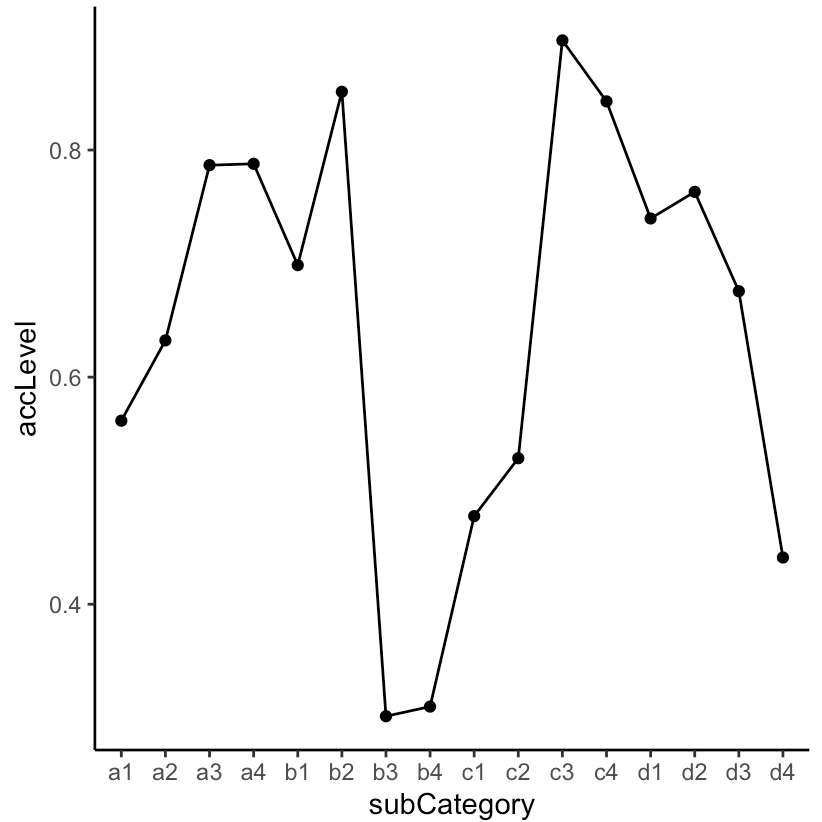 0.8
0.6
0.4
accLevel
a1 a2 a3 a4 b1 b2 b3 b4 c1 c2 c3 c4 d1 d2 d3 d4
subCategory